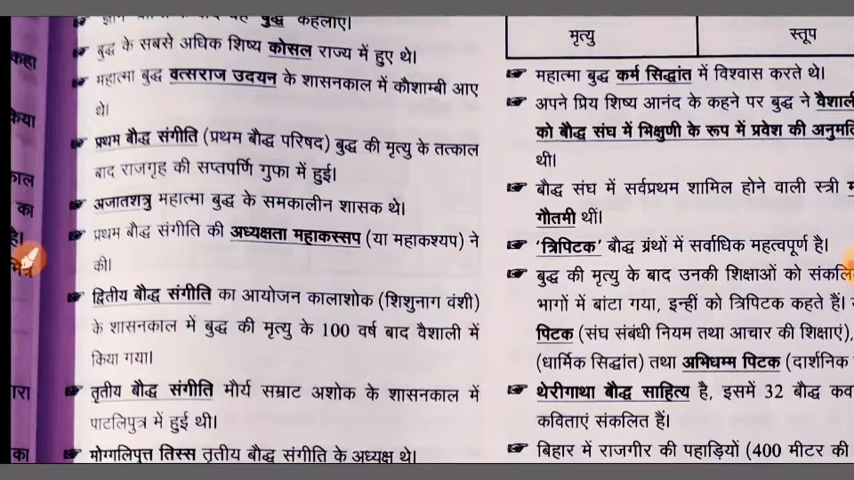 कहलाए।
बुद्ध के सबसे अधिक शिष्य कोसल राज्य में हुए थे।
महात्मा बुद्ध वत्सराज उदयन के शासनकाल में कौशाम्बी आए
थे।
प्रथम बौद्ध संगीति (प्रथम बौद्ध परिषद) बुद्ध की मृत्यु के तत्काल
बाद राजगृह की सप्तपर्णि गुफा में हुई।
अजातशत्रु महात्मा बुद्ध के समकालीन शासक थे।
प्रथम बौद्ध संगीति की अध्यक्षता महाकस्सप (या महाकश्यप) ने
की।
द्वितीय बौद्ध संगीति का आयोजन कालाशोक (शिशुनाग वंशी)
के शासनकाल में बुद्ध की मृत्यु के 100 वर्ष बाद वैशाली में
किया गया।
तृतीय बौद्ध संगीति मौर्य सम्राट अशोक के शासनकाल में
पाटलिपुत्र में हुई थी।
मोग्गलिपुत्त तिस्स तृतीय बौद्ध संगीति के अध्यक्ष थे।
मृत्यु स्तूप
महात्मा बुद्ध कर्म सिद्धांत में विश्वास करते थे।
अपने प्रिय शिष्य आनंद के कहने पर बुद्ध ने
को बौद्ध संघ में भिक्षुणी के रूप में प्रवेश की
थी।
बौद्ध संघ में सर्वप्रथम शामिल होने वाली स्त्री
गौतमी थीं।
'त्रिपिटक' बौद्ध ग्रंथों में सर्वाधिक महत्वपूर्ण है।
बुद्ध की मृत्यु के बाद उनकी शिक्षाओं को
भागों में बांटा गया, इन्हीं को त्रिपिटक कहते हैं।
पिटक (संघ संबंधी नियम तथा आचार की शिक्षाएं),
(धार्मिक सिद्धांत) तथा अभिधम्म पिटक (दार्शनिक
थेरीगाथा बौद्ध साहित्य है, इसमें 32 बौद्ध
कविताएं संकलित हैं।
बिहार में राजगीर की पहाड़ियों (400 मीटर की